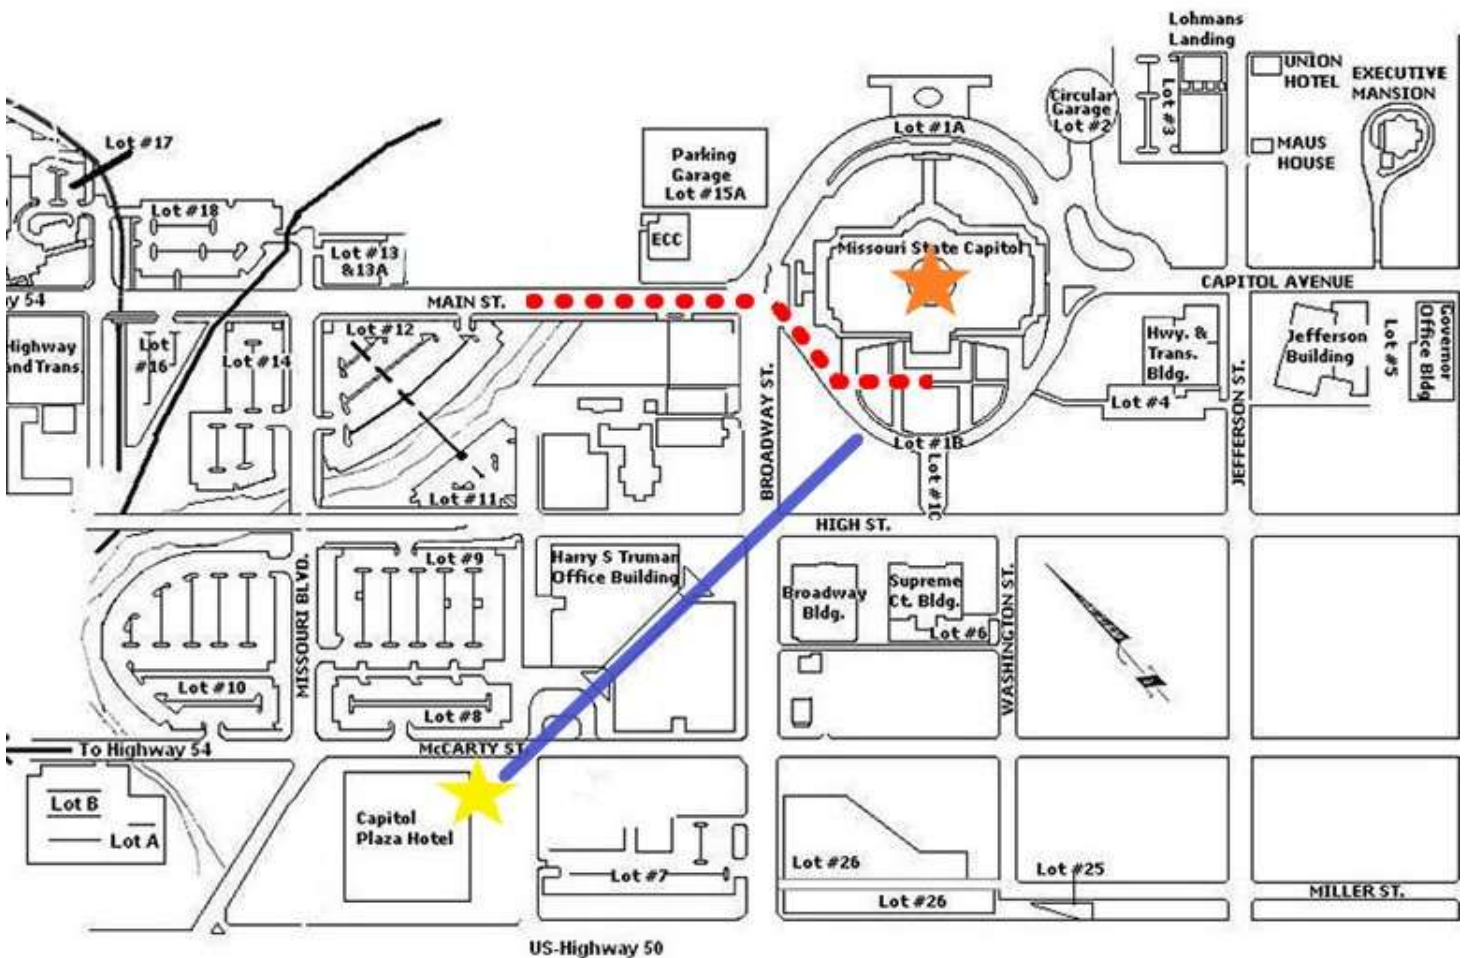 Lohmans
Landing
UNION
HOTEL
EXECUTIVE
MANSION
Circular
Garage
Lot #2
Lot #3
Lot #1A
Lot #17
Parking
Garage
Lot #15A
MAUS
HOUSE
Lot #18
ECC
Lot #13
& 13A
Missouri State Capitol
CAPITOL AVENUE
y 54
MAIN ST.
Lot #12
Highway
nd Trans.
Lot
#16
Lot #14
Hwy. &
Trans.
Bldg.
Jefferson
Building
Lot #5
Governor
Office Bldg
BROADWAY ST.
JEFFERSON ST.
Lot #4
Lot #1B
Lot #1C
Lot #11
HIGH ST.
MISSOURI BLVD.
Lot #9
Harry S Truman
Office Building
Broadway
Bldg.
Supreme
Ct. Bldg.
Lot #6
WASHINGTON ST.
Lot #10
Lot #8
To Highway 54
McCARTY ST.
Lot B
Lot A
Capitol
Plaza Hotel
Lot #7
Lot #26
Lot #25
Lot #26
MILLER ST.
US-Highway 50